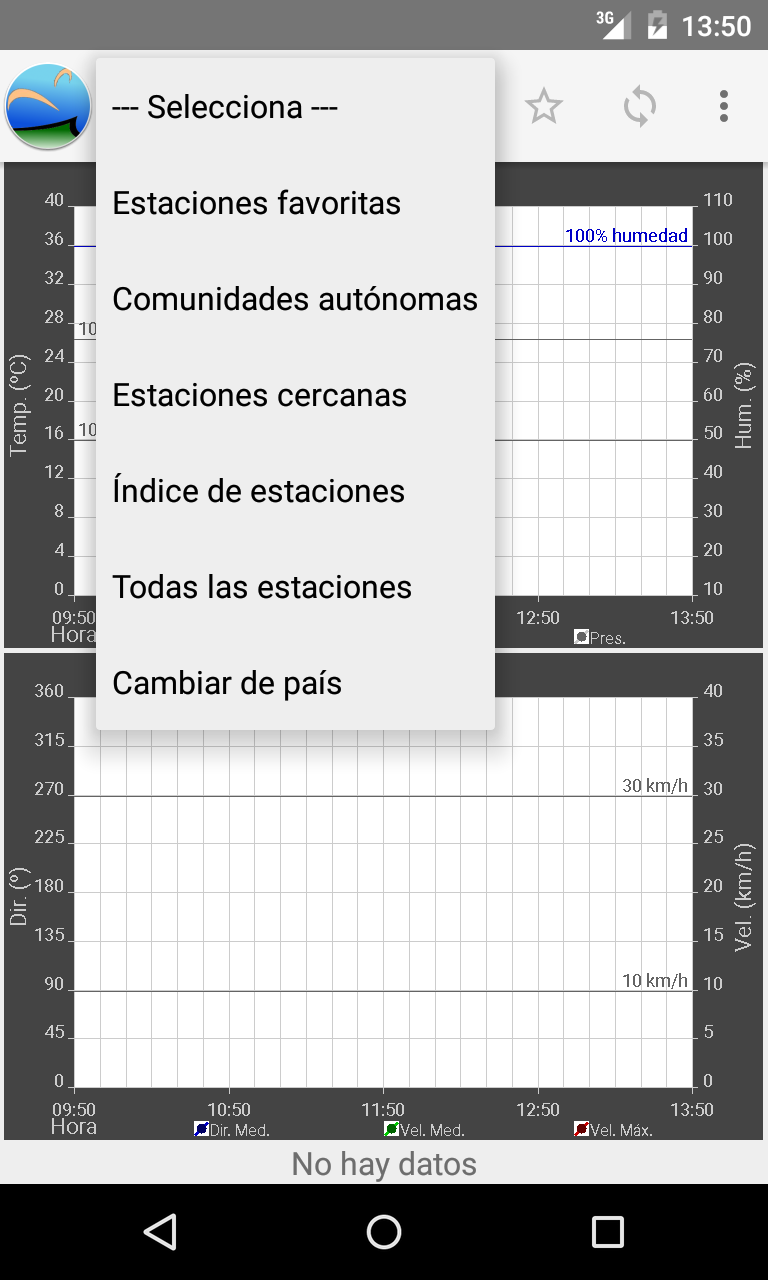 3G
13:50
--- Selecciona ---
Estaciones favoritas
Comunidades autónomas
Estaciones cercanas
Índice de estaciones
Todas las estaciones
Cambiar de país
40
36
32
28
24
20
16
12
8
4
0
Temp. (ºC)
10
10
100% humedad
110
100
90
80
70
60
50
40
30
20
10
Hum. (%)
09:50
12:50
13:50
Hora
Pres.
360
315
270
225
180
135
90
45
0
Dir. (º)
30 km/h
10 km/h
40
35
30
25
20
15
10
5
0
Vel. (km/h)
09:50
10:50
11:50
12:50
13:50
Hora
Dir. Med.
Vel. Med.
Vel. Máx.
No hay datos